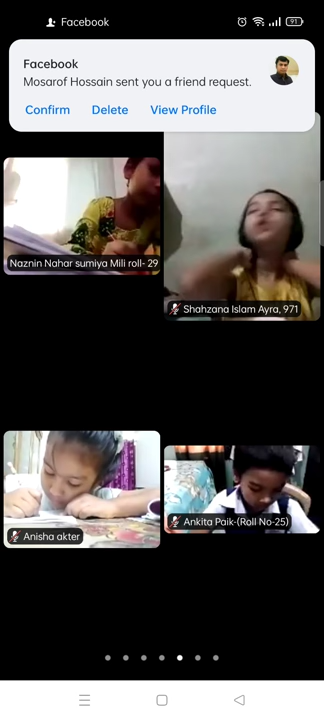 Facebook
91
Facebook
Mosarof Hossain sent you a friend request.
Confirm Delete View Profile
Naznin Nahar sumiya Mili roll- 29
Shahzana Islam Ayra, 971
Anisha akter
Ankita Paik-(Roll No-25)